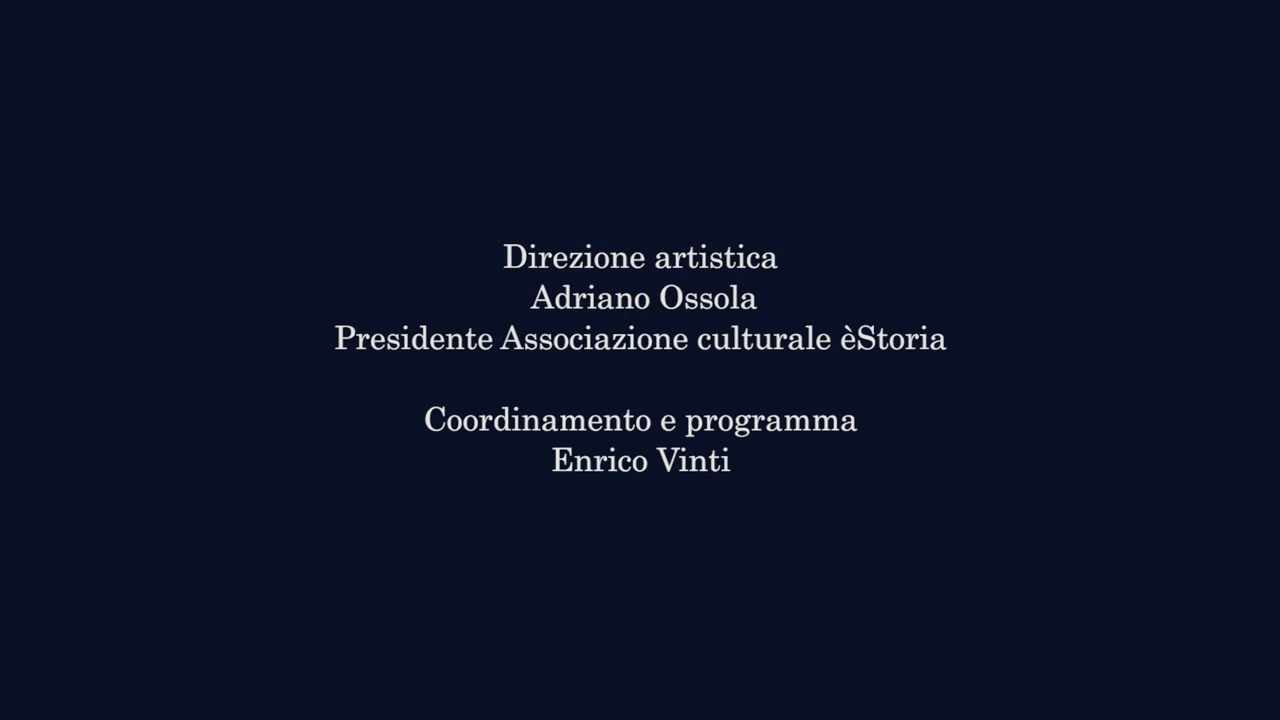 Direzione artistica
Adriano Ossola
Presidente Associazione culturale èStoria
Coordinamento e programma
Enrico Vinti